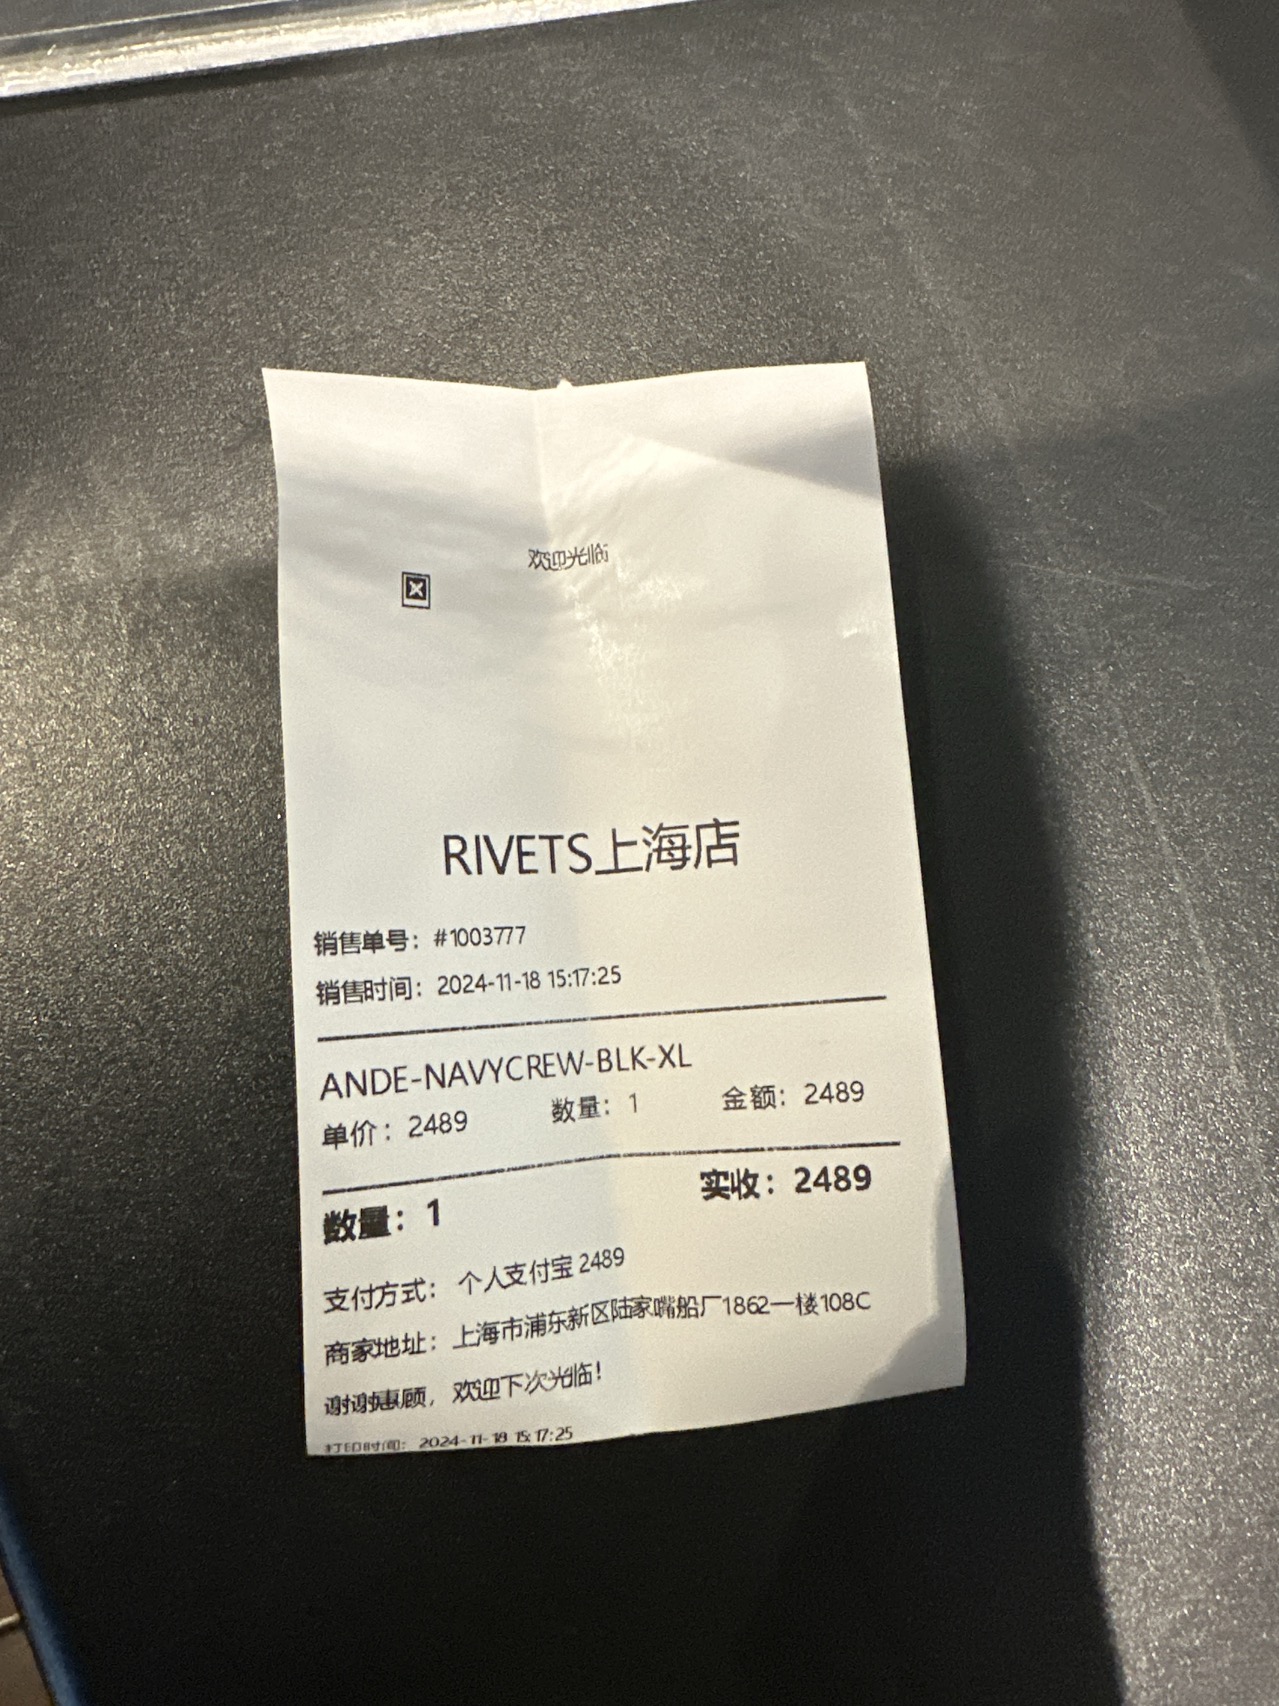 欢迎光临
RIVETS上海店
销售单号：#1003777
销售时间：2024-11-18 15:17:25
ANDE-NAVYCREW-BLK-XL
单价：2489 数量：1 金额：2489
数量：1 实收：2489
支付方式： 个人支付宝 2489
商家地址： 上海市浦东新区陆家嘴船厂1862一楼108C
谢谢惠顾，欢迎下次光临！
打印时间： 2024-11-18 15:17:25